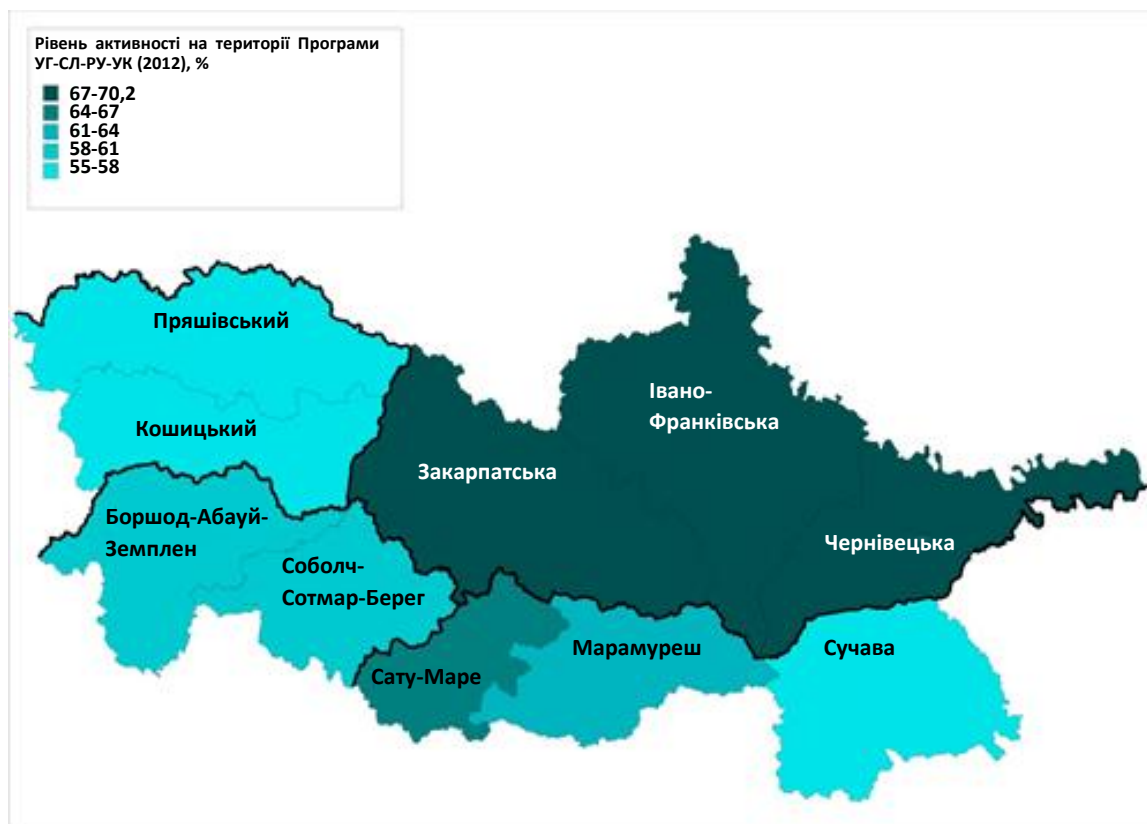 Рівень активності на території Програми
УГ-СЛ-РУ-УК (2012), %
67-70,2
64-67
61-64
58-61
55-58
Пряшівський
Івано-
Франківська
Кошицький
Закарпатська
Боршод-Абауй-
Земплен
Чернівецька
Соболч-
Сотмар-Берег
Марамуреш
Сучава
Сату-Маре